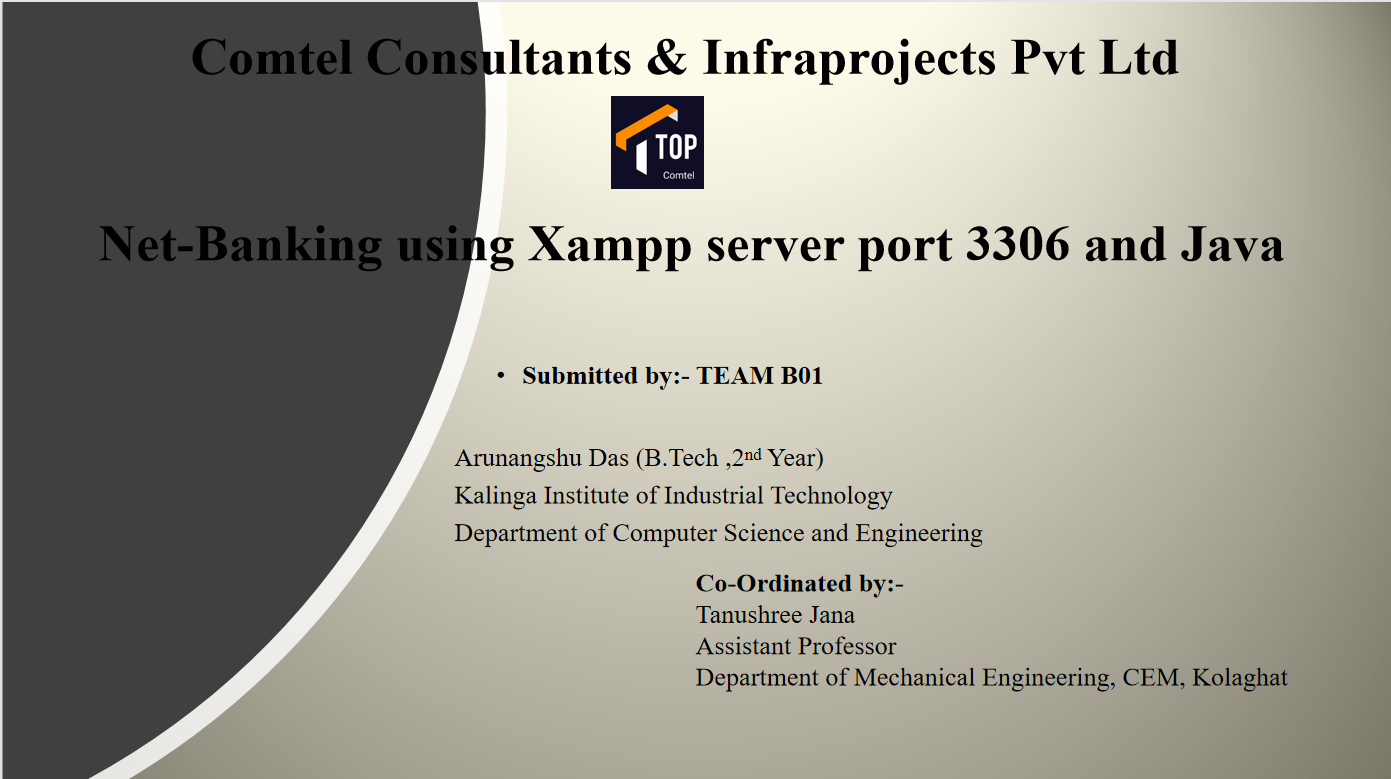 Comtel Consultants & Infraprojects Pvt Ltd
TOP
Comtel
Net-Banking using Xampp server port 3306 and Java
• Submitted by:- TEAM B01
Arunangshu Das (B.Tech ,2nd Year)
Kalinga Institute of Industrial Technology
Department of Computer Science and Engineering
Co-Ordinated by:-
Tanushree Jana
Assistant Professor
Department of Mechanical Engineering, CEM, Kolaghat